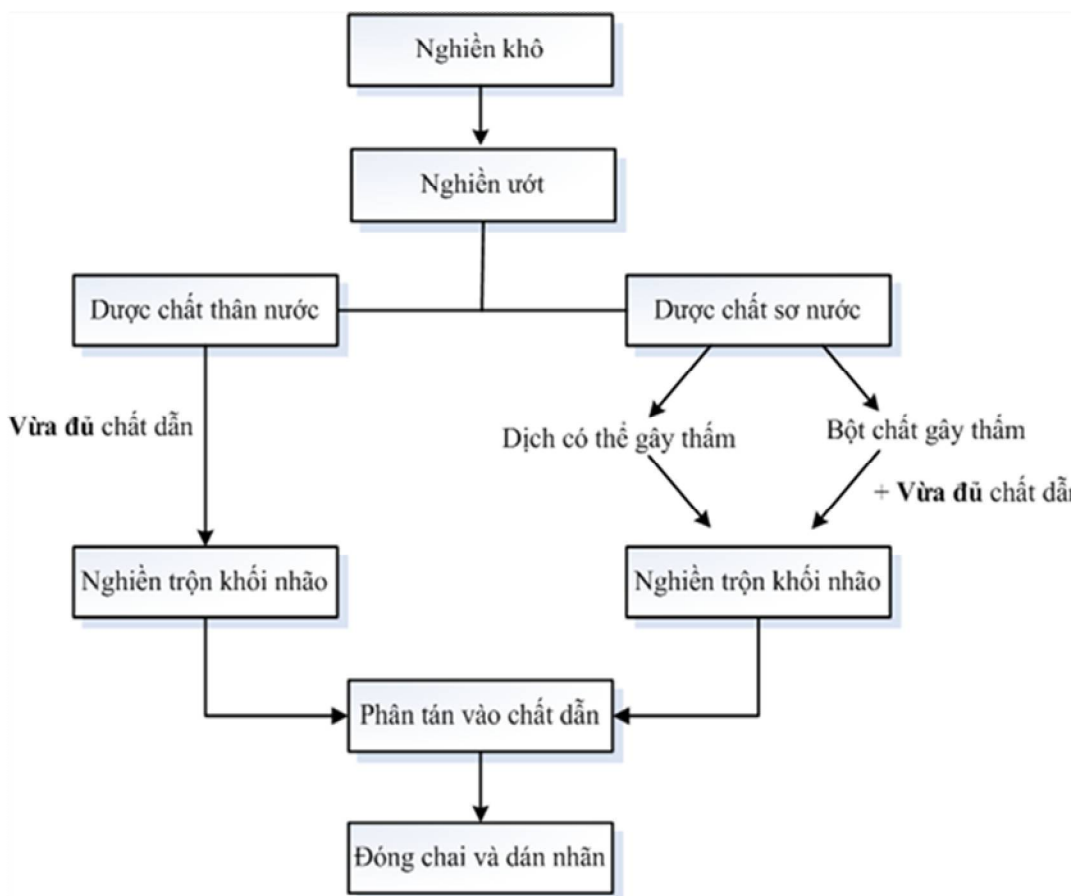 Nghiền khô
Nghiền ướt
Dược chất thân nước
Dược chất sơ nước
Vừa đủ chất dẫn
Dịch có thể gây thấm
Bột chất gây thấm
+ Vừa đủ chất dẫn
Nghiền trộn khối nhão
Nghiền trộn khối nhão
Phân tán vào chất dẫn
Đóng chai và dán nhãn